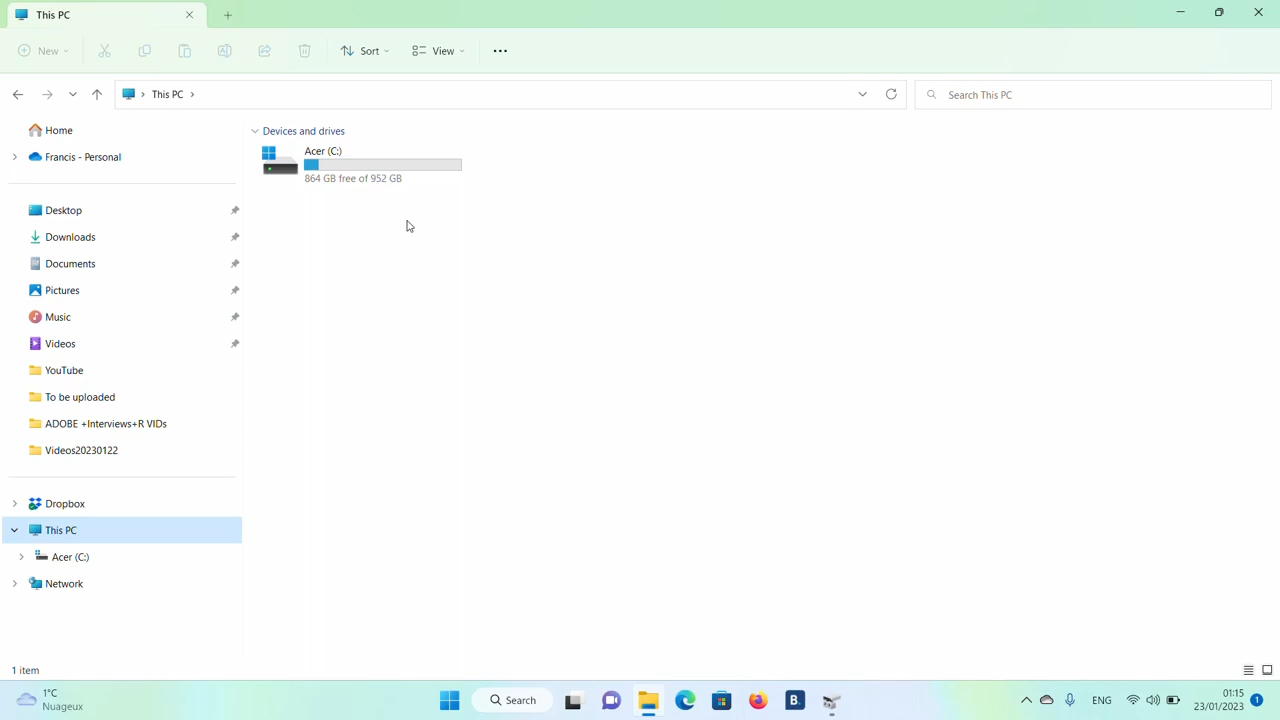 This PC
New
Sort
View
This PC
Search This PC
Home
Francis - Personal
Desktop
Downloads
Documents
Pictures
Music
Videos
YouTube
To be uploaded
ADOBE +Interviews+R VIDs
Videos20230122
Dropbox
This PC
Acer (C:)
Network
Devices and drives
Acer (C:)
864 GB free of 952 GB
1 item
1°C
Nuageux
Search
B.
ENG
01:15
23/01/2023
1